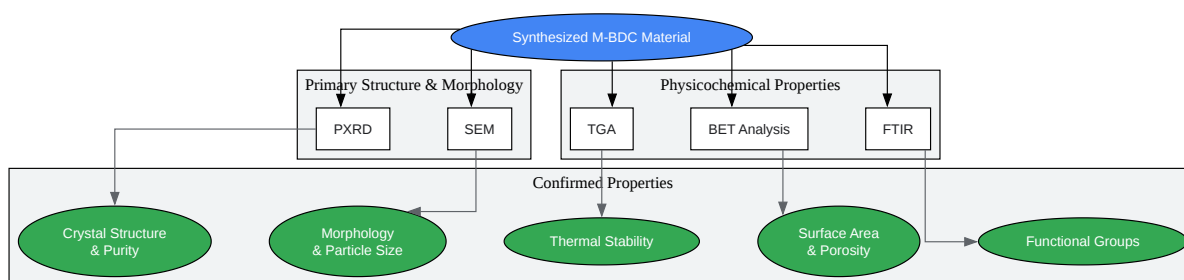 Synthesized M-BDC Material
Primary Structure & Morphology
Physicochemical Properties
PXRD
SEM
TGA
BET Analysis
FTIR
Confirmed Properties
Crystal Structure
& Purity
Morphology
& Particle Size
Thermal Stability
Surface Area
& Porosity
Functional Groups